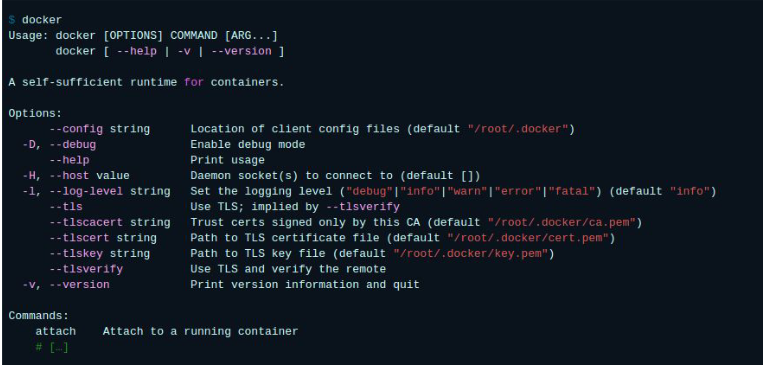 $ docker
Usage: docker [OPTIONS] COMMAND [ARG...]
       docker [ --help | -v | --version ]

A self-sufficient runtime for containers.

Options:
      --config string      Location of client config files (default "/root/.docker")
  -D, --debug              Enable debug mode
      --help               Print usage
  -H, --host value         Daemon socket(s) to connect to (default [])
  -l, --log-level string   Set the logging level ("debug"|"info"|"warn"|"error"|"fatal") (default "info")
      --tls                Use TLS; implied by --tlsverify
      --tlscacert string   Trust certs signed only by this CA (default "/root/.docker/ca.pem")
      --tlscert string     Path to TLS certificate file (default "/root/.docker/cert.pem")
      --tlskey string      Path to TLS key file (default "/root/.docker/key.pem")
      --tlsverify          Use TLS and verify the remote
  -v, --version            Print version information and quit

Commands:
    attach    Attach to a running container
    # […]